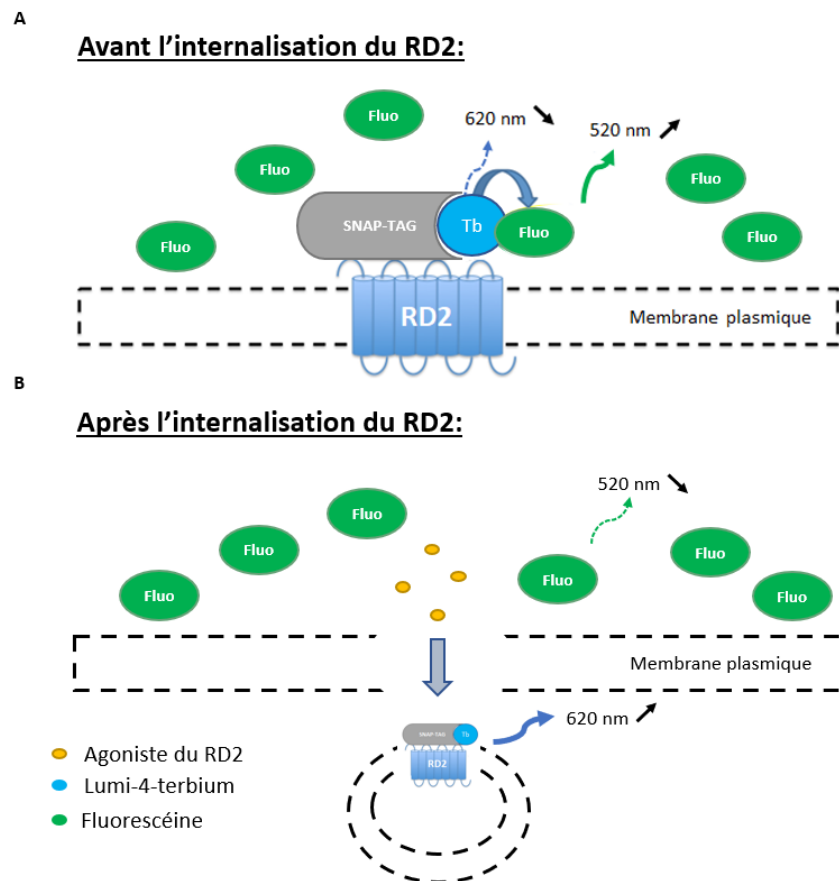 A
Avant l'internalisation du RD2:
Fluo
620 nm
520 nm
Fluo
Fluo
SNAP-TAG
Tb
Fluo
Fluo
Fluo
RD2
Membrane plasmique
B
Après l'internalisation du RD2:
520 nm
Fluo
Fluo
Fluo
Fluo
Fluo
Fluo
Membrane plasmique
620 nm
SNAP-TAG
Tb
RD2
Agoniste du RD2
Lumi-4-terbium
Fluorescéine